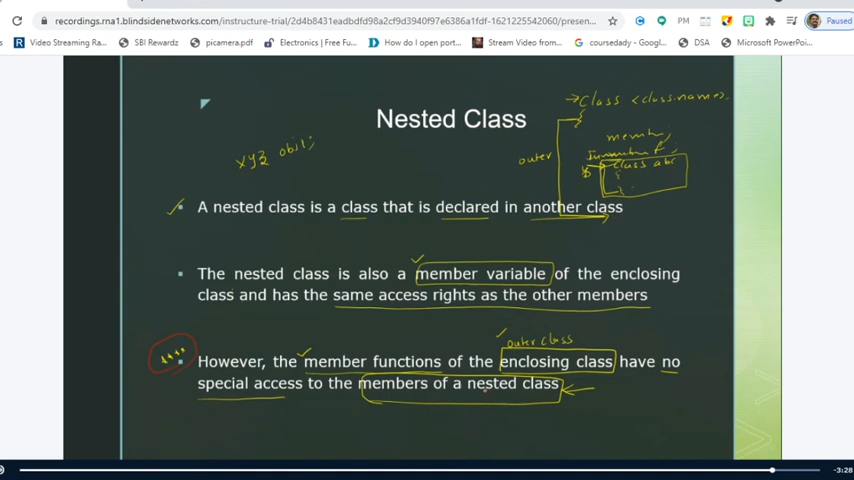 recordings.rna1.blindsidenetworks.com/instructure-trial/2d4b8431eadbdfd98a2cf9d3940f97e6386a1fdf-1621225542060/presen...
Paused
Video Streaming Ra...
SBI Rewardz
picamera.pdf
Electronics | Free Fu...
How do I open port...
Stream Video from...
coursedady - Googl...
DSA
Microsoft PowerPoi...
Class <class name>
Nested Class
member
xyz obj1;
outer
class abc
A nested class is a class that is declared in another class
The nested class is also a member variable of the enclosing
class and has the same access rights as the other members
outer class
However, the member functions of the enclosing class have no
special access to the members of a nested class
-3:28